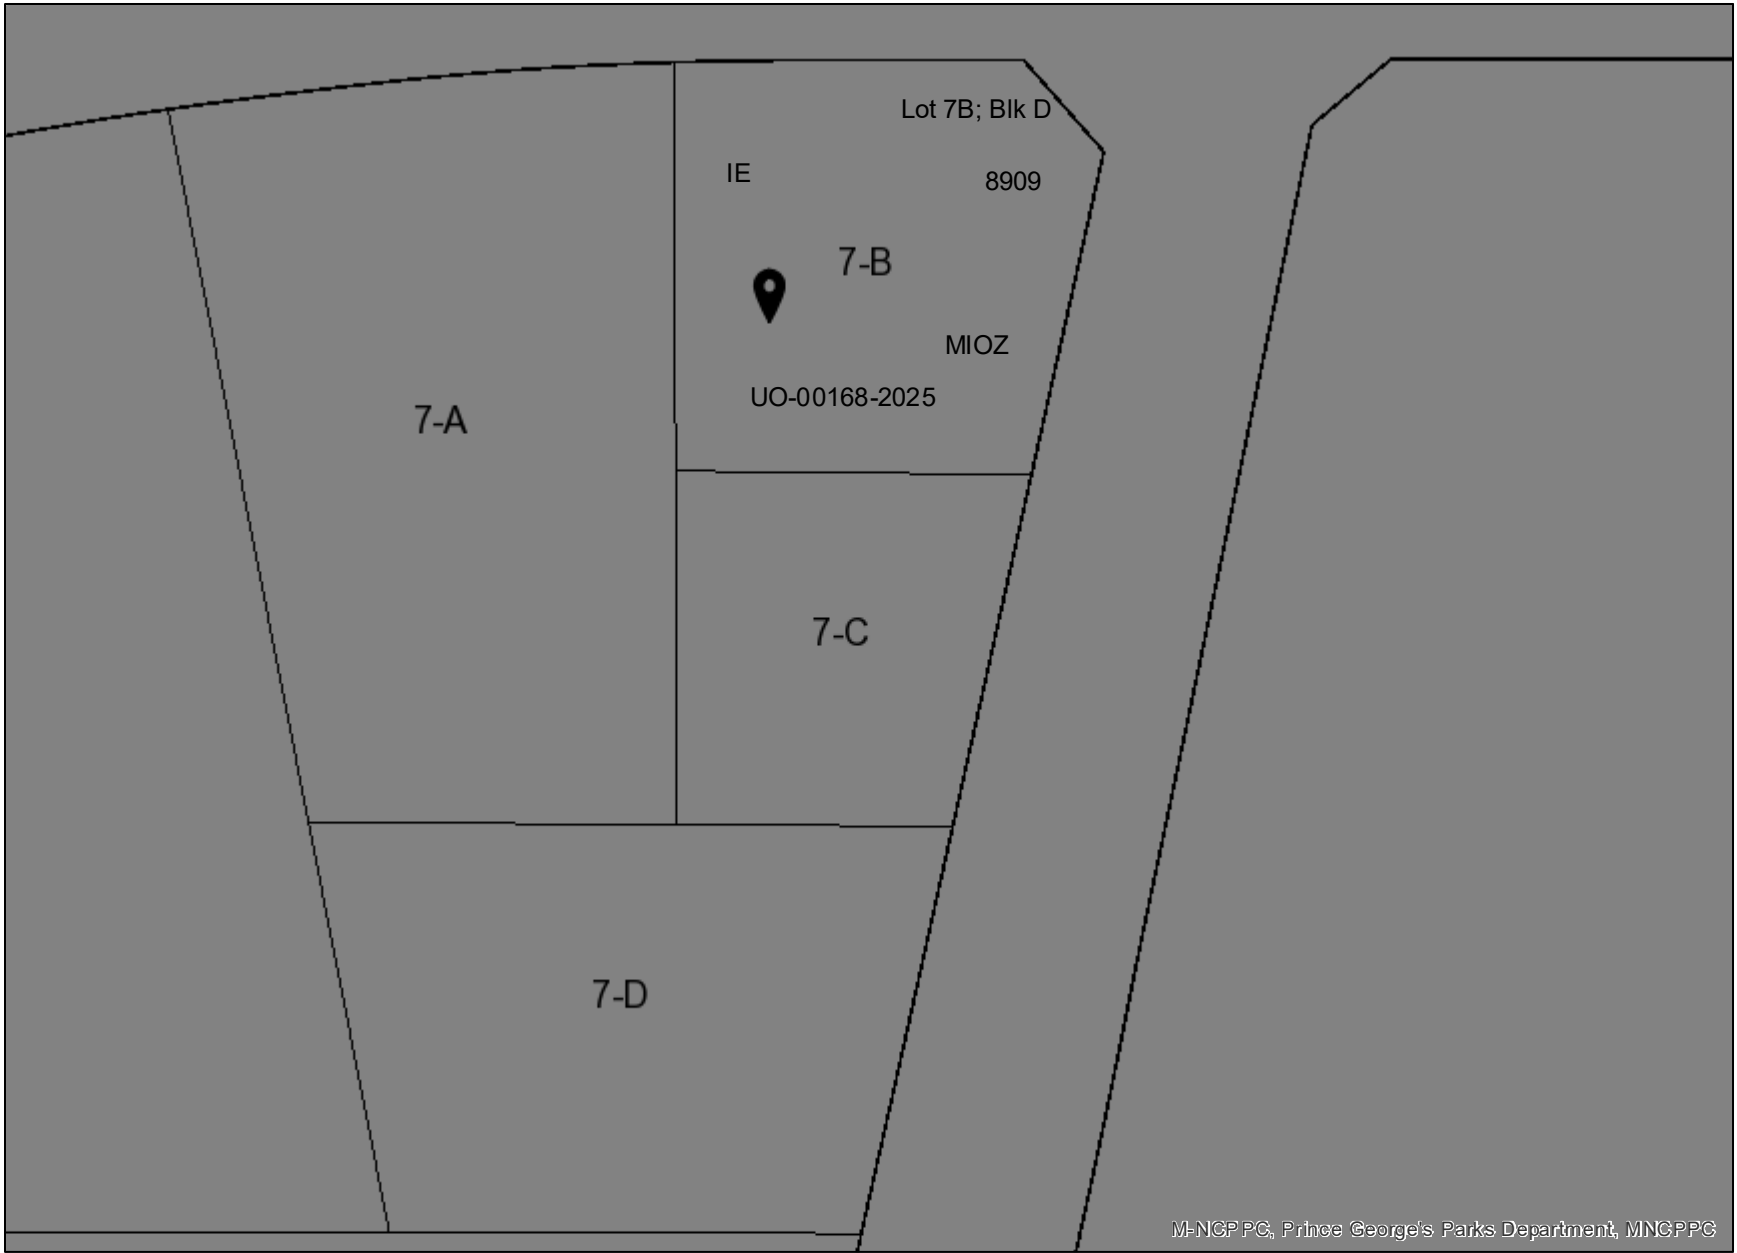 Lot 7B; Blk D
IE
8909
7-B
MIOZ
UO-00168-2025
7-A
7-C
7-D
M-NCPPC, Prince George's Parks Department, MNCPPC